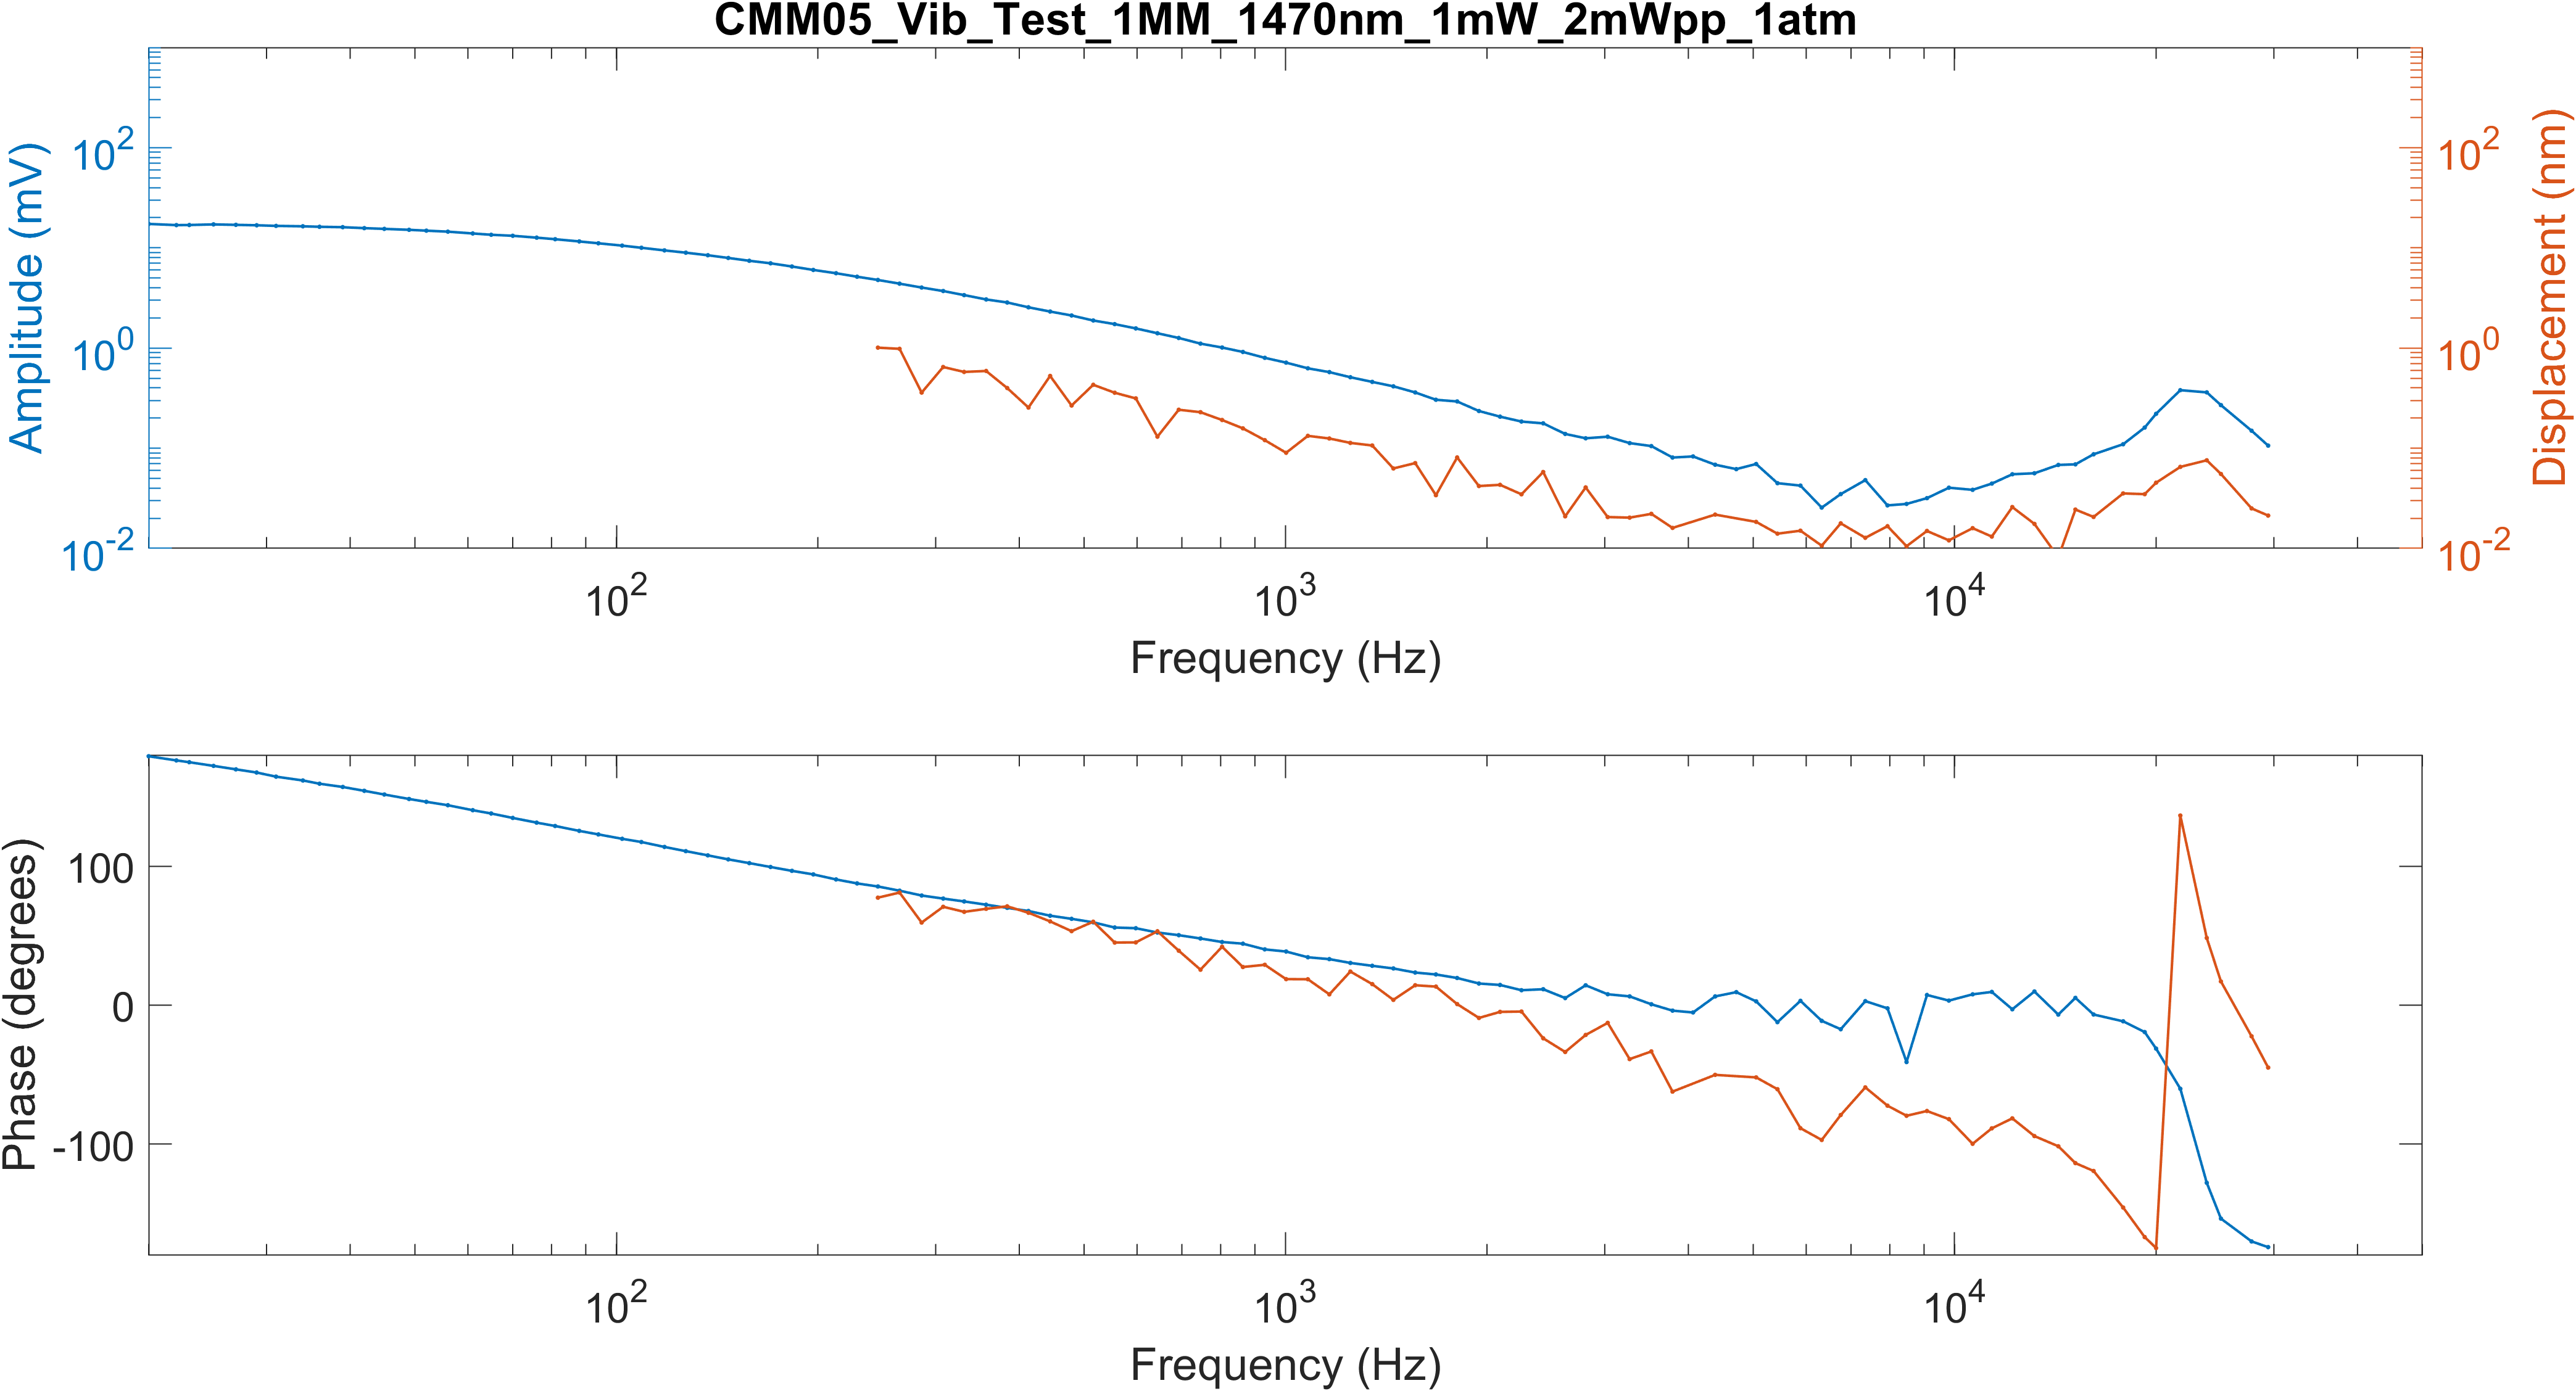 CMM05_Vib_Test_1MM_1470nm_1mW_2mWpp_1atm
Amplitude (mV)
10^2
10^0
10^-2
Displacement (nm)
10^2
10^0
10^-2
10^2
10^3
10^4
Frequency (Hz)
Phase (degrees)
100
0
-100
10^2
10^3
10^4
Frequency (Hz)